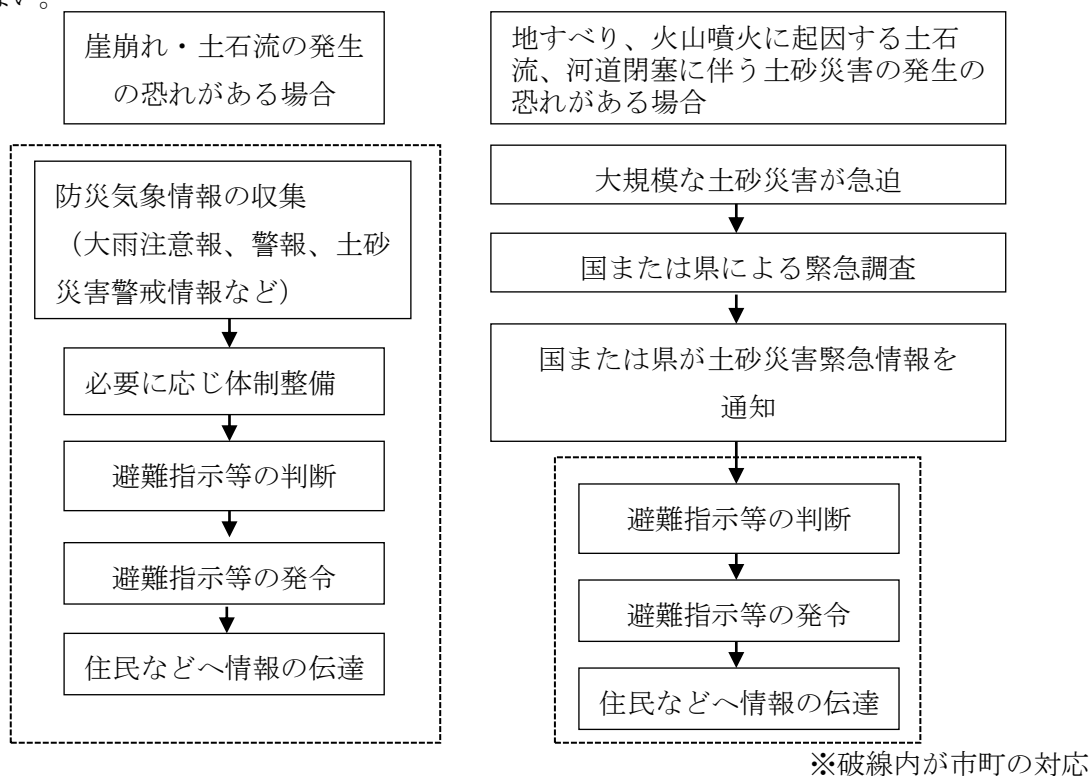 ない。
崖崩れ・土石流の発生
の恐れがある場合
防災気象情報の収集
（大雨注意報、警報、土砂
災害警戒情報など）
必要に応じ体制整備
避難指示等の判断
避難指示等の発令
住民などへ情報の伝達
地すべり、火山噴火に起因する土石
流、河道閉塞に伴う土砂災害の発生の
恐れがある場合
大規模な土砂災害が急迫
国または県による緊急調査
国または県が土砂災害緊急情報を
通知
避難指示等の判断
避難指示等の発令
住民などへ情報の伝達
※破線内が市町の対応